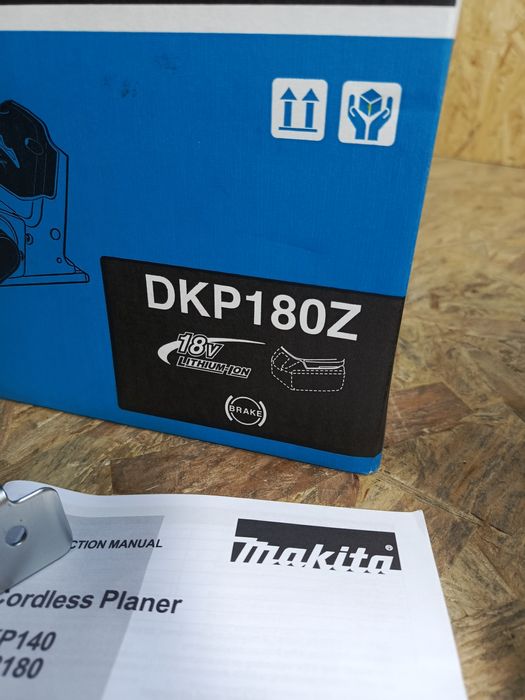 DKP180Z
18V
LITHIUM-ION
BRAKE
CTION MANUAL
makita
Cordless Planer
P140
180